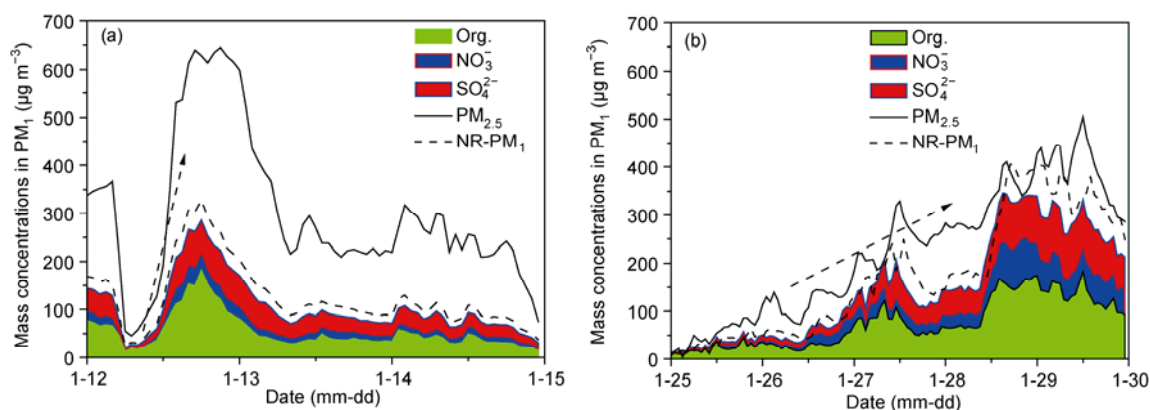 (a)
Org.
NO₃⁻
SO₄²⁻
PM₂.₅
NR-PM₁
Mass concentrations in PM₁ (μg m⁻³)
700
600
500
400
300
200
100
0
1-12
1-13
1-14
1-15
Date (mm-dd)
(b)
Org.
NO₃⁻
SO₄²⁻
PM₂.₅
NR-PM₁
Mass concentrations in PM₁ (μg m⁻³)
700
600
500
400
300
200
100
0
1-25
1-26
1-27
1-28
1-29
1-30
Date (mm-dd)